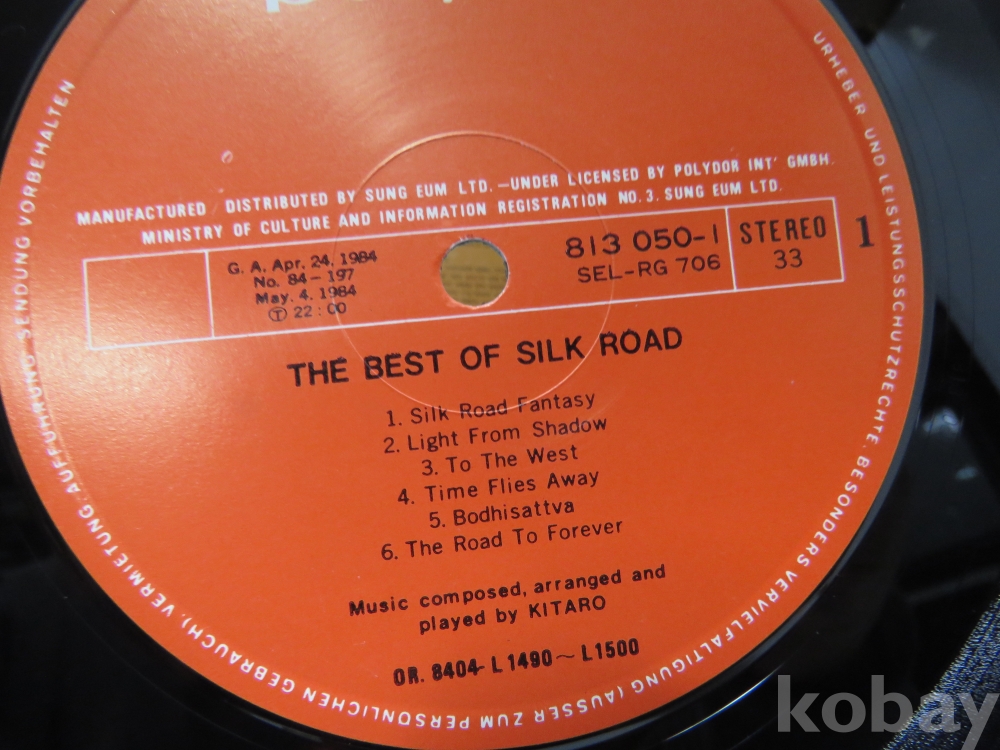 MANUFACTURED DISTRIBUTED BY SUNG EUM LTD. —UNDER LICENSED BY POLYDOR INT' GMBH.
MINISTRY OF CULTURE AND INFORMATION REGISTRATION NO. 3. SUNG EUM LTD.
G. A. Apr. 24. 1984
No. 84-197
May. 4. 1984
Ⓣ 22 : 00
813 050-1
SEL-RG 706
STEREO
33
1
THE BEST OF SILK ROAD
1. Silk Road Fantasy
2. Light From Shadow
3. To The West
4. Time Flies Away
5. Bodhisattva
6. The Road To Forever
Music composed, arranged and
played by KITARO
OR. 8404-L1490~L1500
URHEBER UND LEISTUNGSSCHUTZRECHTE. BESONDERS VERVIELFALTIGUNG (AUSSER ZUM PERSONLICHEN GEBRAUCH), VERMIETUNG. AUFFUHRUNG. SENDUNG VORBEHALTEN
kobay